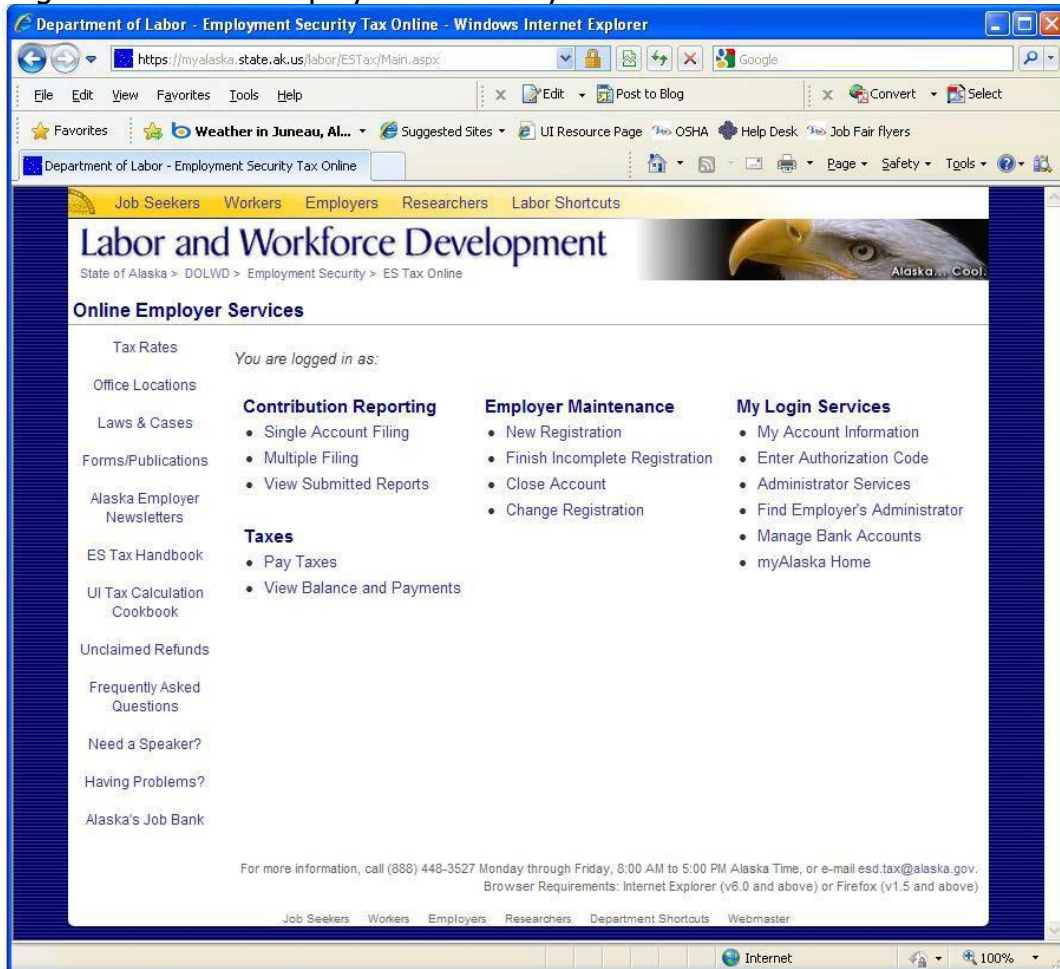 Department of Labor - Employment Security Tax Online - Windows Internet Explorer
https://myalaska.state.ak.us/labor/ESTax/Main.aspx
Google
File Edit View Favorites Tools Help
x Edit Post to Blog
x Convert Select
Favorites
Weather in Juneau, Al...
Suggested Sites
UI Resource Page
OSHA
Help Desk
Job Fair flyers
Department of Labor - Employment Security Tax Online
Page Safety Tools
Job Seekers Workers Employers Researchers Labor Shortcuts
Labor and Workforce Development
State of Alaska > DOLWD > Employment Security > ES Tax Online
Alaska... Cool.
Online Employer Services
Tax Rates
Office Locations
Laws & Cases
Forms/Publications
Alaska Employer
Newsletters
ES Tax Handbook
UI Tax Calculation
Cookbook
Unclaimed Refunds
Frequently Asked
Questions
Need a Speaker?
Having Problems?
Alaska's Job Bank
You are logged in as:
Contribution Reporting
• Single Account Filing
• Multiple Filing
• View Submitted Reports
Taxes
• Pay Taxes
• View Balance and Payments
Employer Maintenance
• New Registration
• Finish Incomplete Registration
• Close Account
• Change Registration
My Login Services
• My Account Information
• Enter Authorization Code
• Administrator Services
• Find Employer's Administrator
• Manage Bank Accounts
• myAlaska Home
For more information, call (888) 448-3527 Monday through Friday, 8:00 AM to 5:00 PM Alaska Time, or e-mail esd.tax@alaska.gov.
Browser Requirements: Internet Explorer (v6.0 and above) or Firefox (v1.5 and above)
Job Seekers Workers Employers Researchers Department Shortcuts Webmaster
Internet
100%